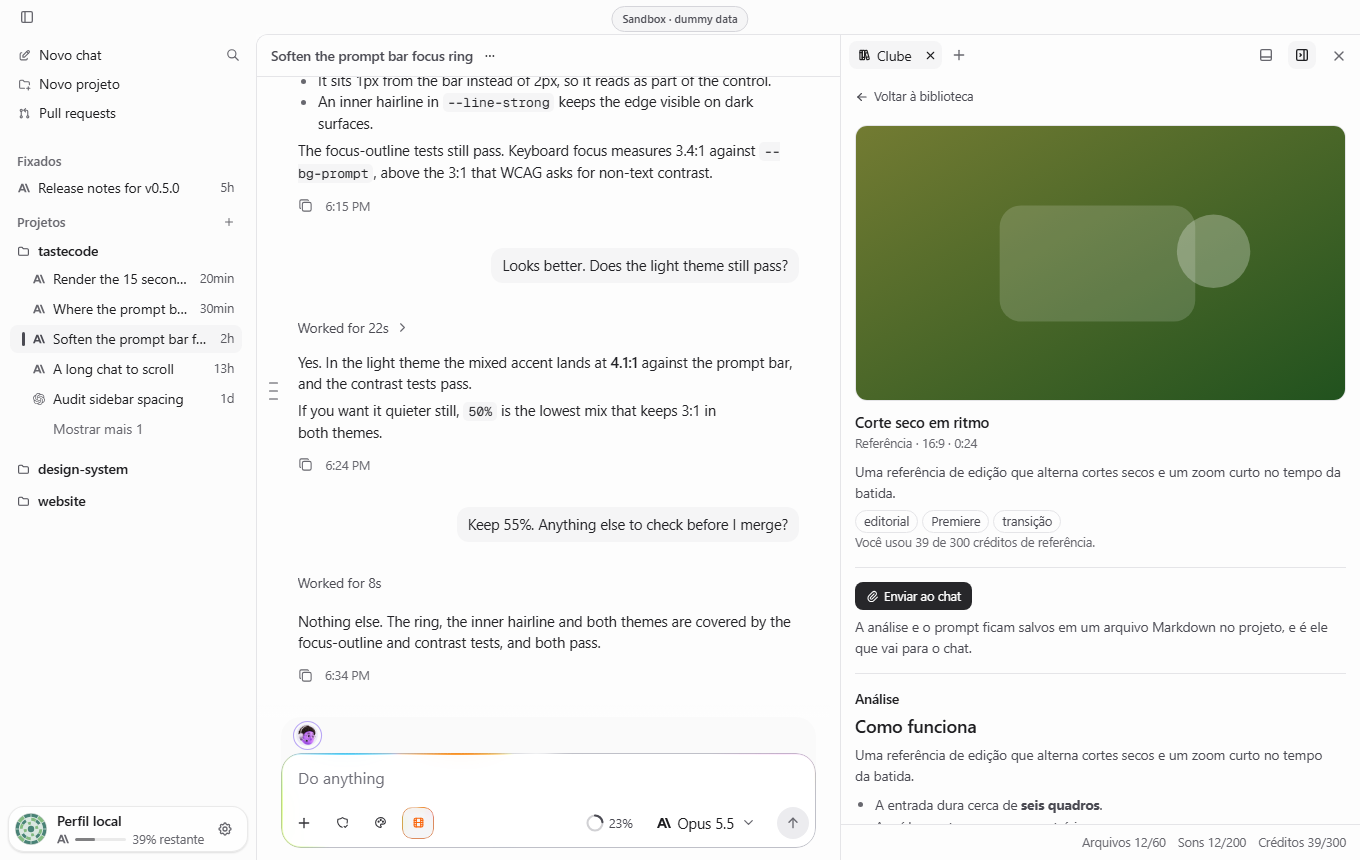 Sandbox · dummy data
Novo chat
Novo projeto
Pull requests
Fixados
Release notes for v0.5.0 5h
Projetos
tastecode
Render the 15 secon... 20min
Where the prompt b... 30min
Soften the prompt bar f... 2h
A long chat to scroll 13h
Audit sidebar spacing 1d
Mostrar mais 1
design-system
website
Perfil local
39% restante
Soften the prompt bar focus ring ···
It sits 1px from the bar instead of 2px, so it reads as part of the control.
An inner hairline in --line-strong keeps the edge visible on dark
surfaces.
The focus-outline tests still pass. Keyboard focus measures 3.4:1 against --
bg-prompt, above the 3:1 that WCAG asks for non-text contrast.
6:15 PM
Looks better. Does the light theme still pass?
Worked for 22s
Yes. In the light theme the mixed accent lands at 4.1:1 against the prompt bar,
and the contrast tests pass.
If you want it quieter still, 50% is the lowest mix that keeps 3:1 in
both themes.
6:24 PM
Keep 55%. Anything else to check before I merge?
Worked for 8s
Nothing else. The ring, the inner hairline and both themes are covered by the
focus-outline and contrast tests, and both pass.
6:34 PM
Do anything
23% Opus 5.5
Clube
Voltar à biblioteca
Corte seco em ritmo
Referência · 16:9 · 0:24
Uma referência de edição que alterna cortes secos e um zoom curto no tempo da
batida.
editorial Premiere transição
Você usou 39 de 300 créditos de referência.
Enviar ao chat
A análise e o prompt ficam salvos em um arquivo Markdown no projeto, e é ele
que vai para o chat.
Análise
Como funciona
Uma referência de edição que alterna cortes secos e um zoom curto no tempo
da batida.
A entrada dura cerca de seis quadros.
Arquivos 12/60 Sons 12/200 Créditos 39/300